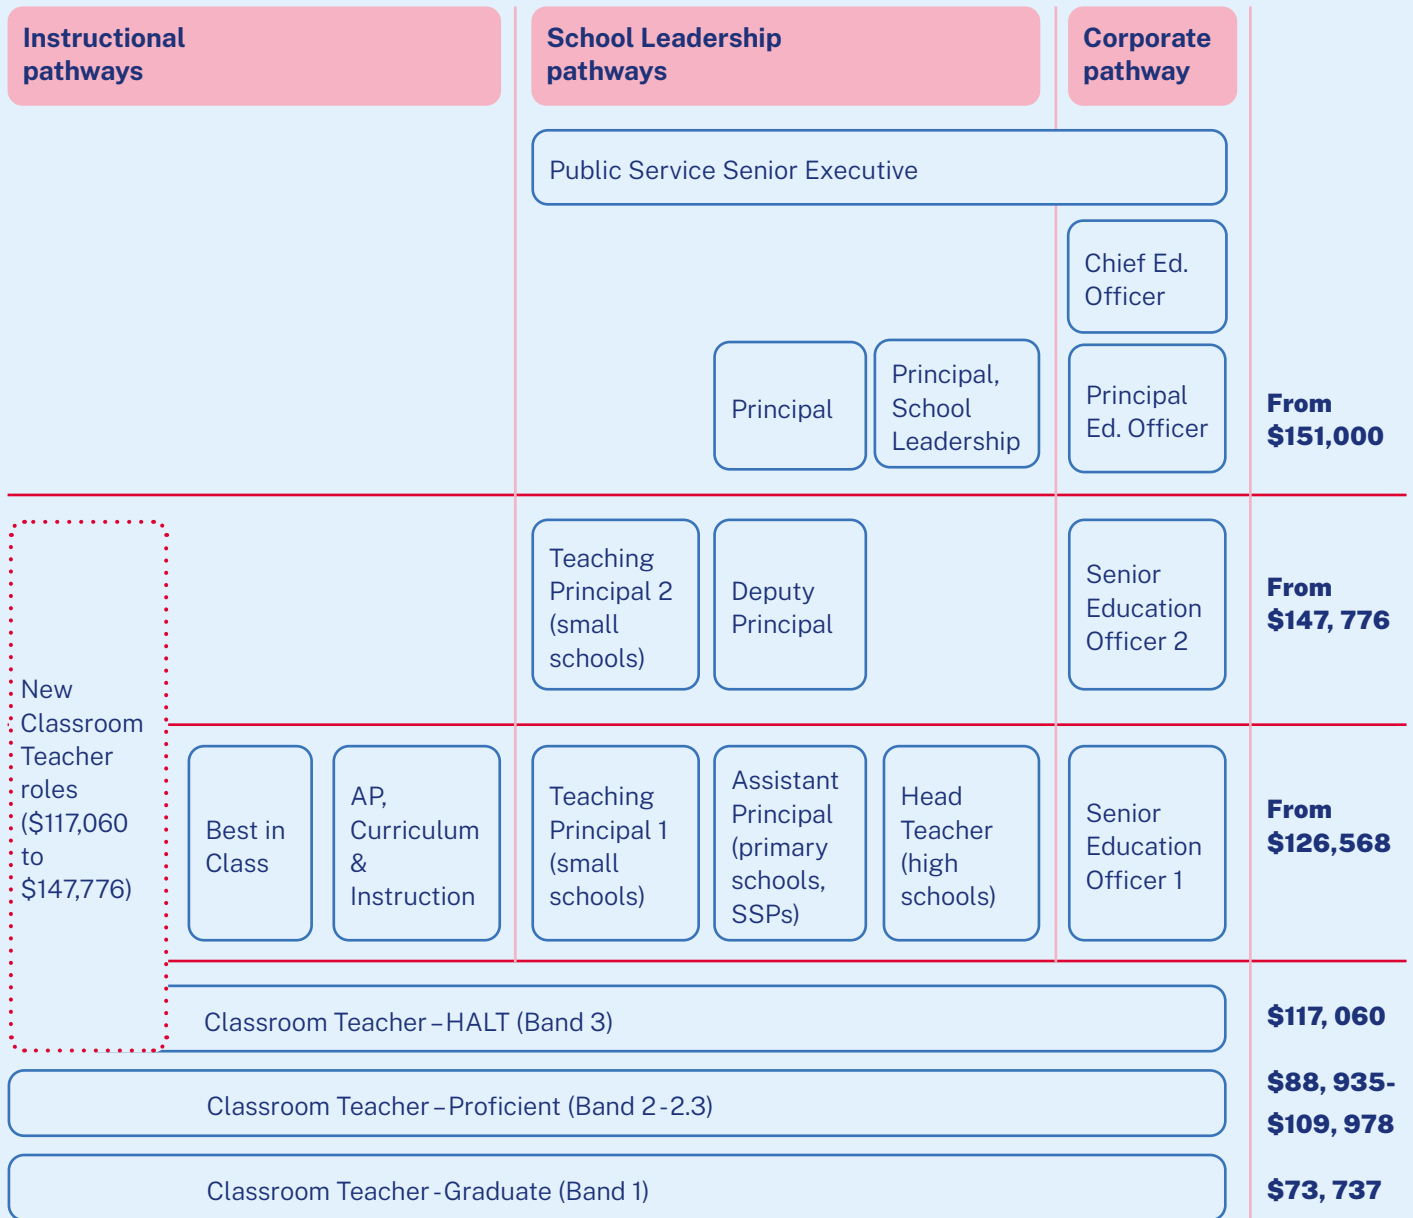 Instructional
pathways
School Leadership
pathways
Corporate
pathway
Public Service Senior Executive
Chief Ed.
Officer
Principal
Principal,
School
Leadership
Principal
Ed. Officer
From
$151,000
Teaching
Principal 2
(small
schools)
Deputy
Principal
Senior
Education
Officer 2
From
$147, 776
New
Classroom
Teacher
roles
($117,060
to
$147,776)
Best in
Class
AP,
Curriculum
&
Instruction
Teaching
Principal 1
(small
schools)
Assistant
Principal
(primary
schools,
SSPs)
Head
Teacher
(high
schools)
Senior
Education
Officer 1
From
$126,568
Classroom Teacher – HALT (Band 3)
$117, 060
Classroom Teacher – Proficient (Band 2 - 2.3)
$88, 935-
$109, 978
Classroom Teacher - Graduate (Band 1)
$73, 737